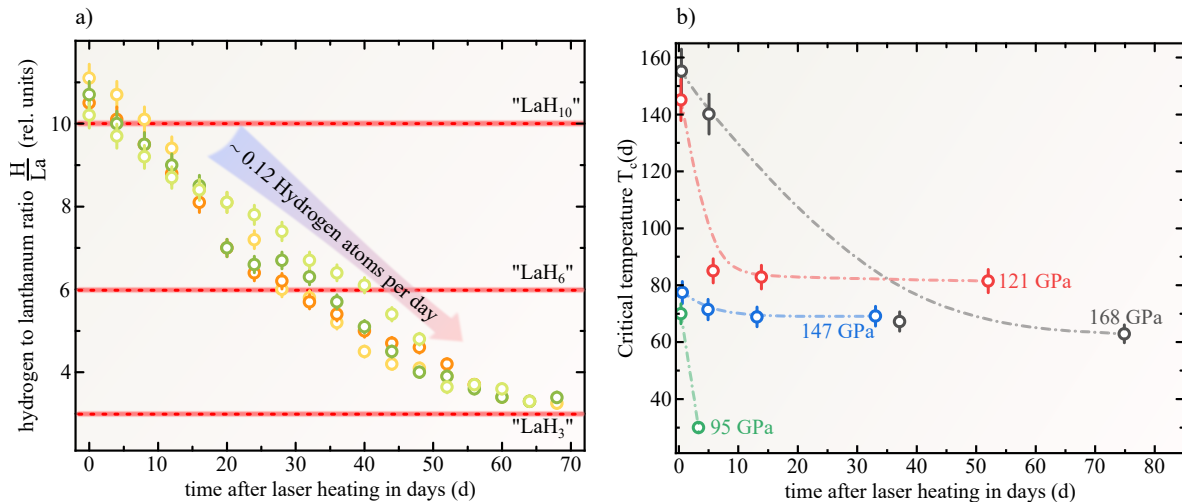 a)
hydrogen to lanthanum ratio H/La (rel. units)
10
8
6
4
"LaH₁₀"
"LaH₆"
"LaH₃"
~ 0.12 Hydrogen atoms per day
0 10 20 30 40 50 60 70
time after laser heating in days (d)
b)
Critical temperature T_c(d)
160
140
120
100
80
60
40
121 GPa
147 GPa
168 GPa
95 GPa
0 10 20 30 40 50 60 70 80
time after laser heating in days (d)